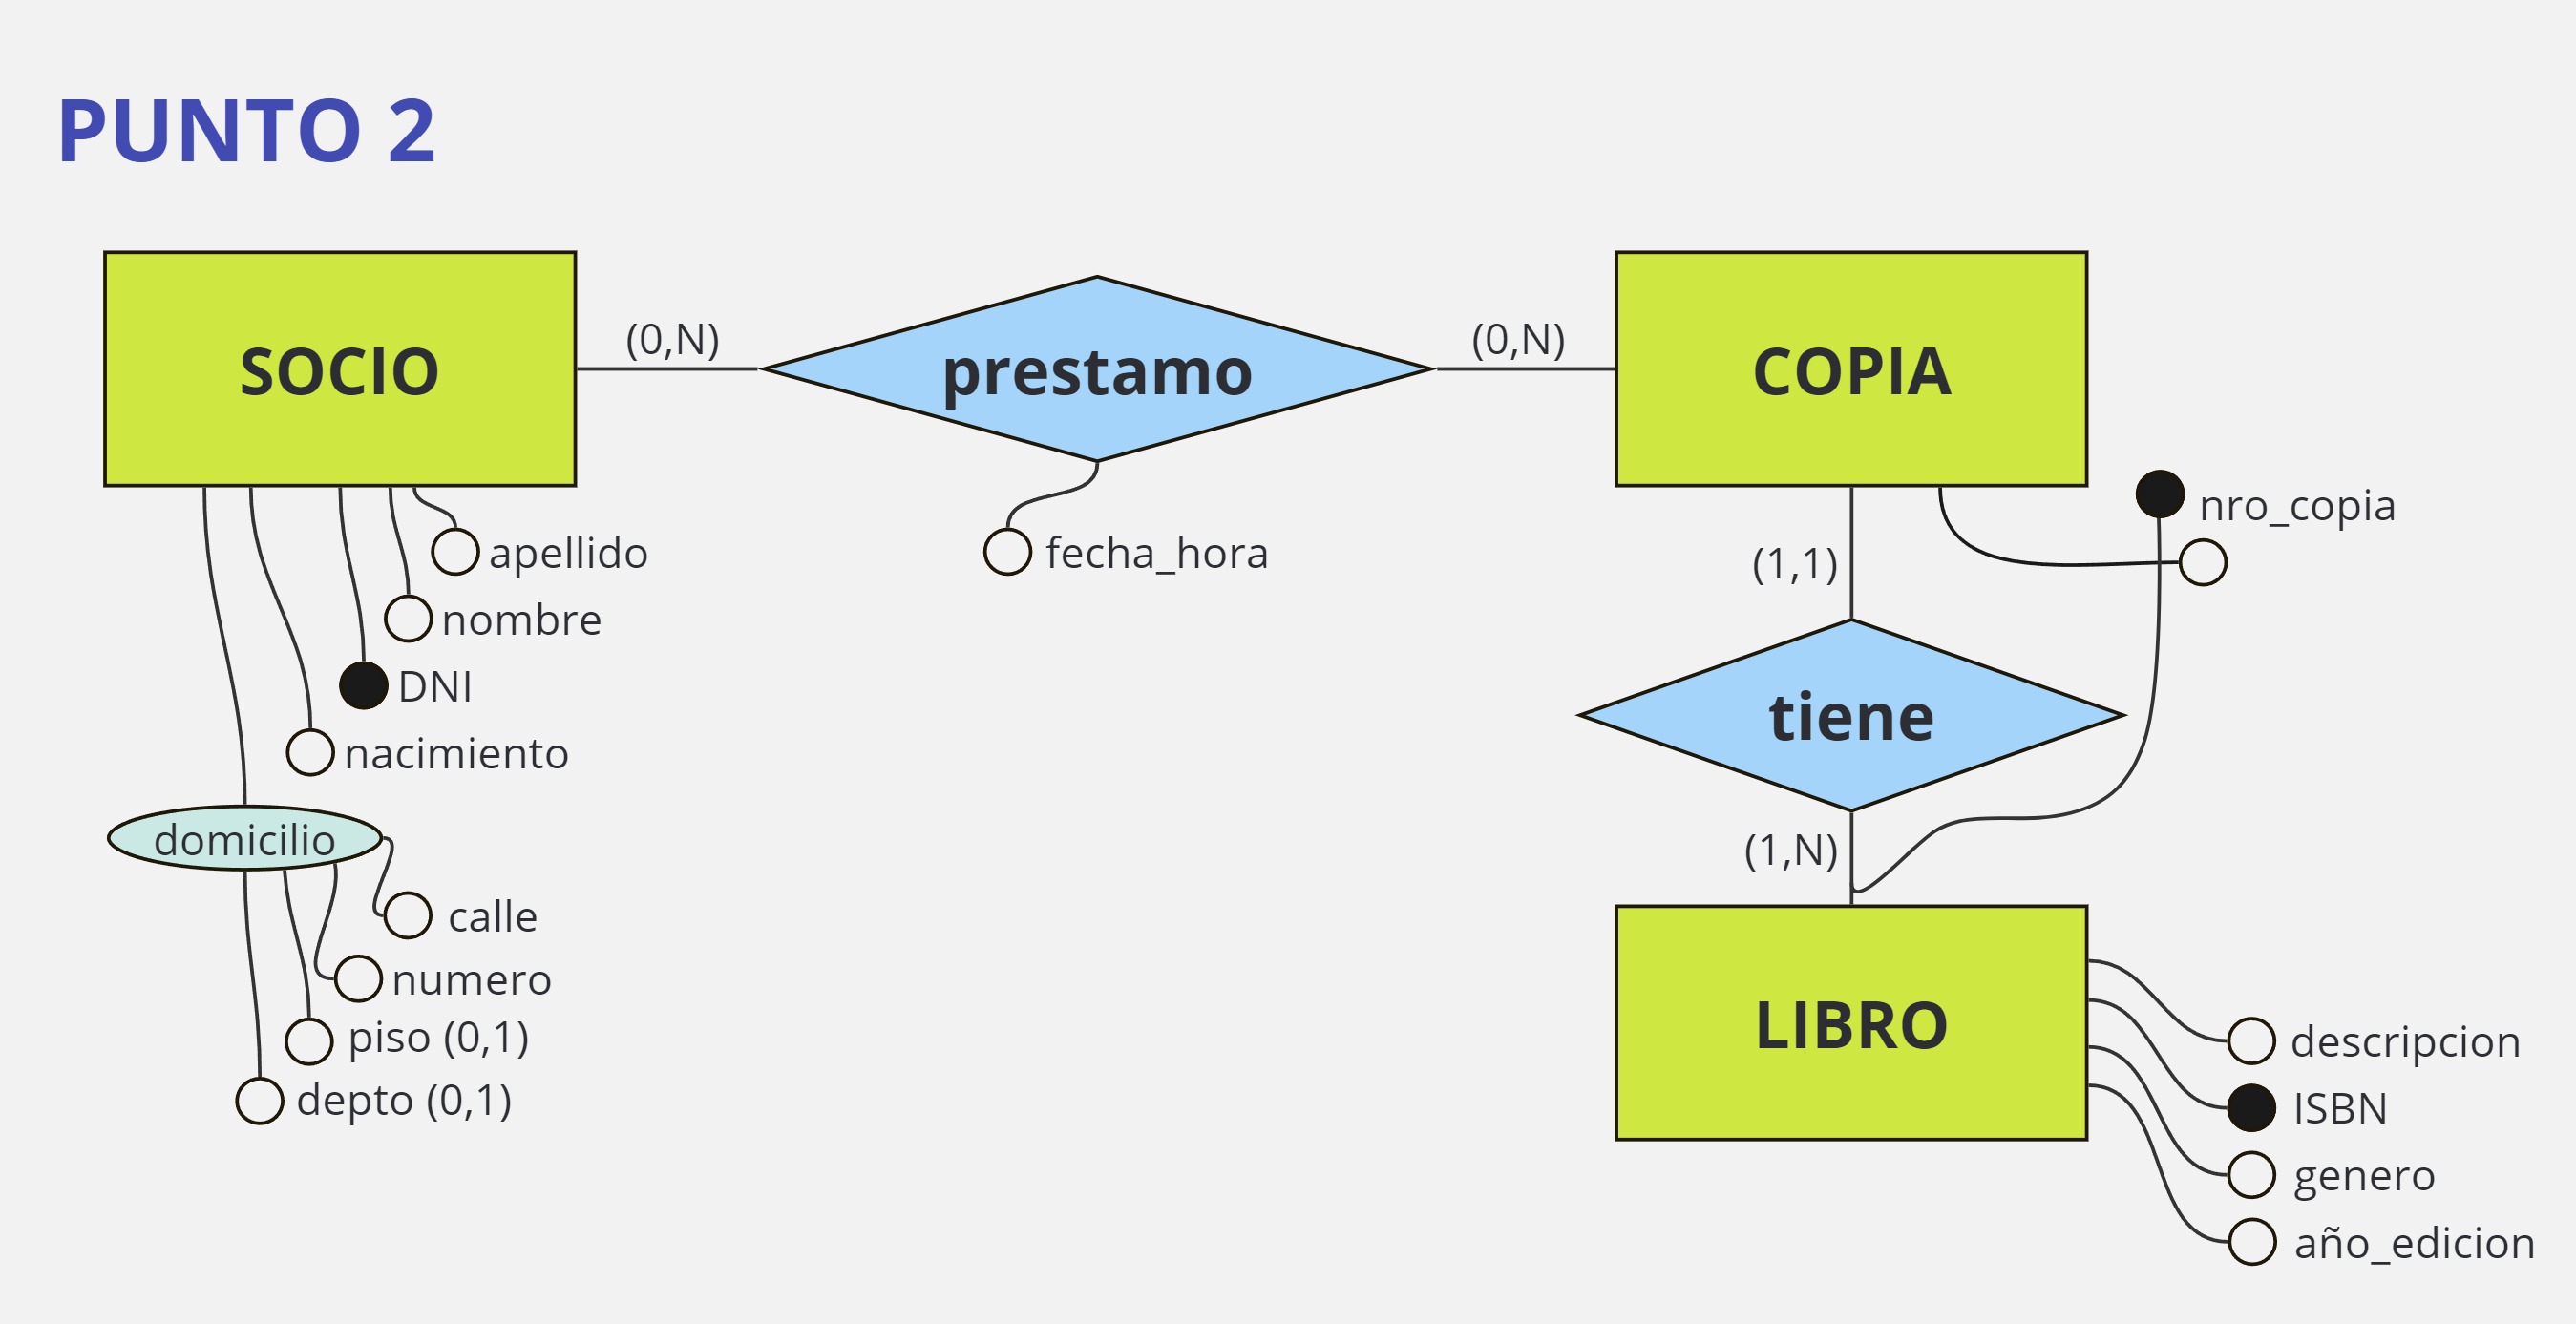 PUNTO 2
SOCIO
(0,N)
prestamo
(0,N)
COPIA
apellido
nombre
DNI
nacimiento
domicilio
calle
numero
piso (0,1)
depto (0,1)
fecha_hora
nro_copia
(1,1)
tiene
(1,N)
LIBRO
descripcion
ISBN
genero
año_edicion